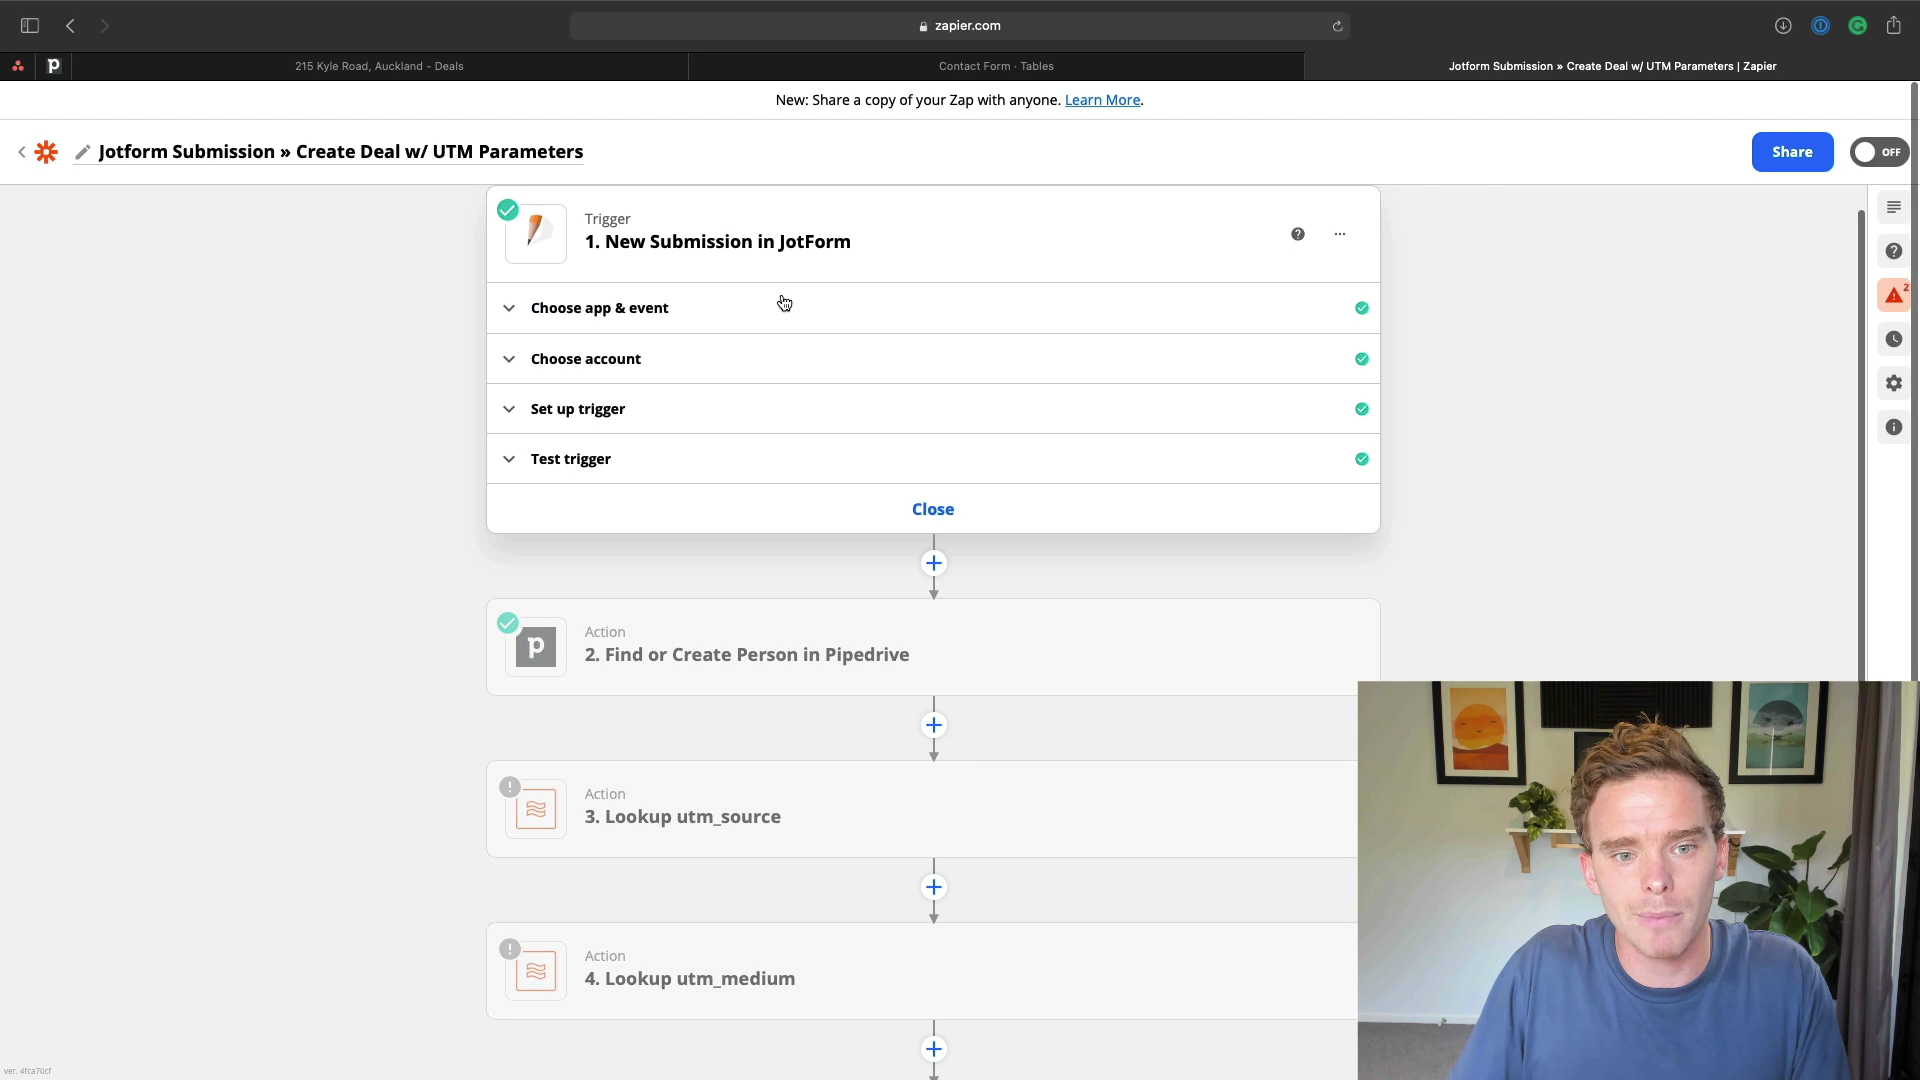 zapier.com
215 Kyle Road, Auckland - Deals
Contact Form · Tables
Jotform Submission » Create Deal w/ UTM Parameters | Zapier
New: Share a copy of your Zap with anyone. Learn More.
Jotform Submission » Create Deal w/ UTM Parameters
Share
OFF
Trigger
1. New Submission in JotForm
2
Choose app & event
Choose account
Set up trigger
Test trigger
Close
p
Action
2. Find or Create Person in Pipedrive
Action
3. Lookup utm_source
Action
4. Lookup utm_medium
ver. 4fca70cf